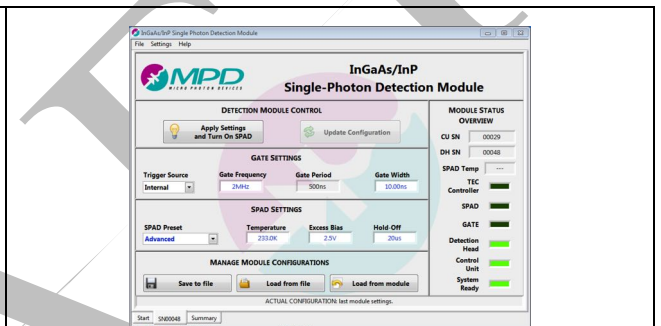 InGaAs/InP Single Photon Detection Module
File Settings Help
MPD
MICRO PHOTON DEVICES
InGaAs/InP
Single-Photon Detection Module
DETECTION MODULE CONTROL
Apply Settings
and Turn On SPAD
Update Configuration
GATE SETTINGS
Trigger Source Gate Frequency Gate Period Gate Width
Internal 2MHz 500ns 10.00ns
SPAD SETTINGS
SPAD Preset Temperature Excess Bias Hold-Off
Advanced 233.0K 2.5V 20us
MANAGE MODULE CONFIGURATIONS
Save to file Load from file Load from module
MODULE STATUS
OVERVIEW
CU SN 00029
DH SN 00048
SPAD Temp ---
TEC
Controller
SPAD
GATE
Detection
Head
Control
Unit
System
Ready
ACTUAL CONFIGURATION: last module settings.
Start SN00048 Summary